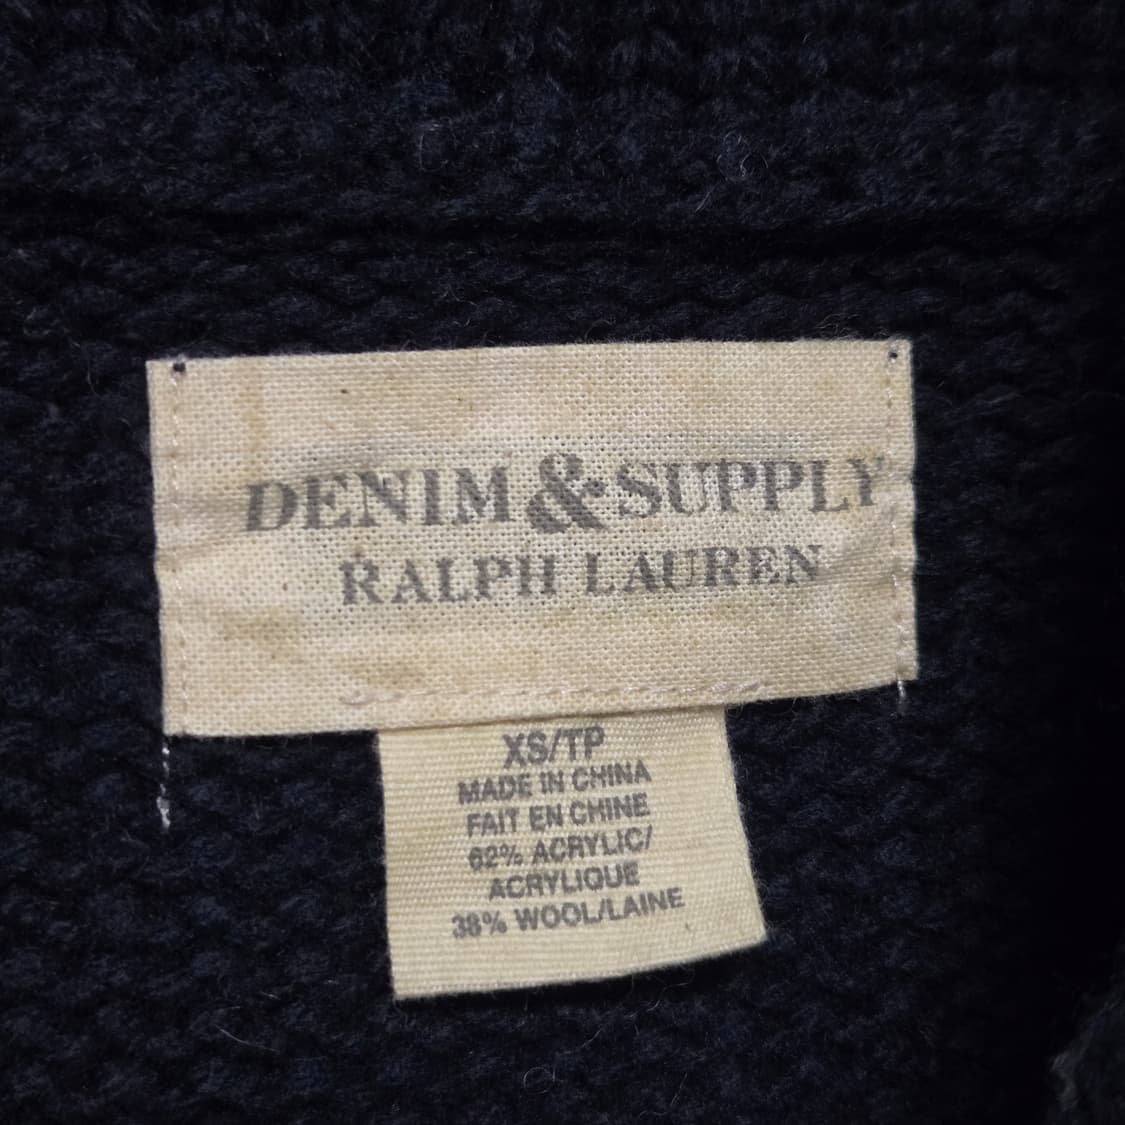 DENIM & SUPPLY
RALPH LAUREN
XS/TP
MADE IN CHINA
FAIT EN CHINE
62% ACRYLIC/
ACRYLIQUE
38% WOOL/LAINE